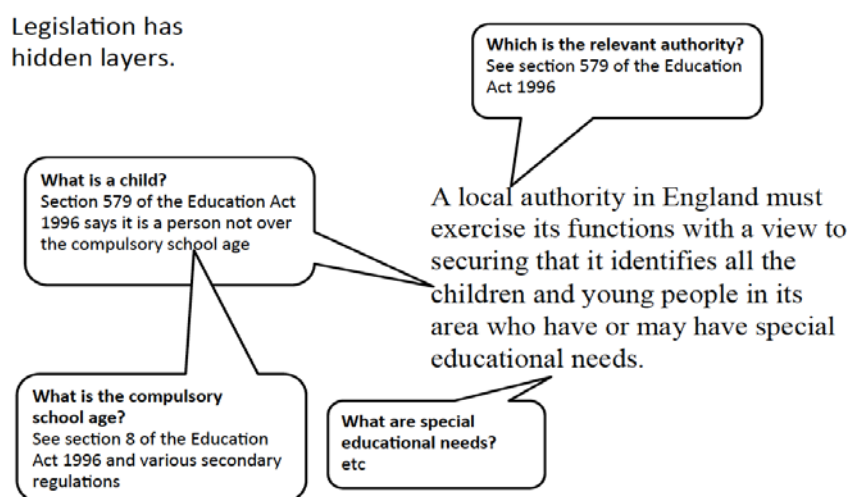 Legislation has
hidden layers.
Which is the relevant authority?
See section 579 of the Education
Act 1996
What is a child?
Section 579 of the Education Act
1996 says it is a person not over
the compulsory school age
A local authority in England must
exercise its functions with a view to
securing that it identifies all the
children and young people in its
area who have or may have special
educational needs.
What is the compulsory
school age?
See section 8 of the Education
Act 1996 and various secondary
regulations
What are special
educational needs?
etc